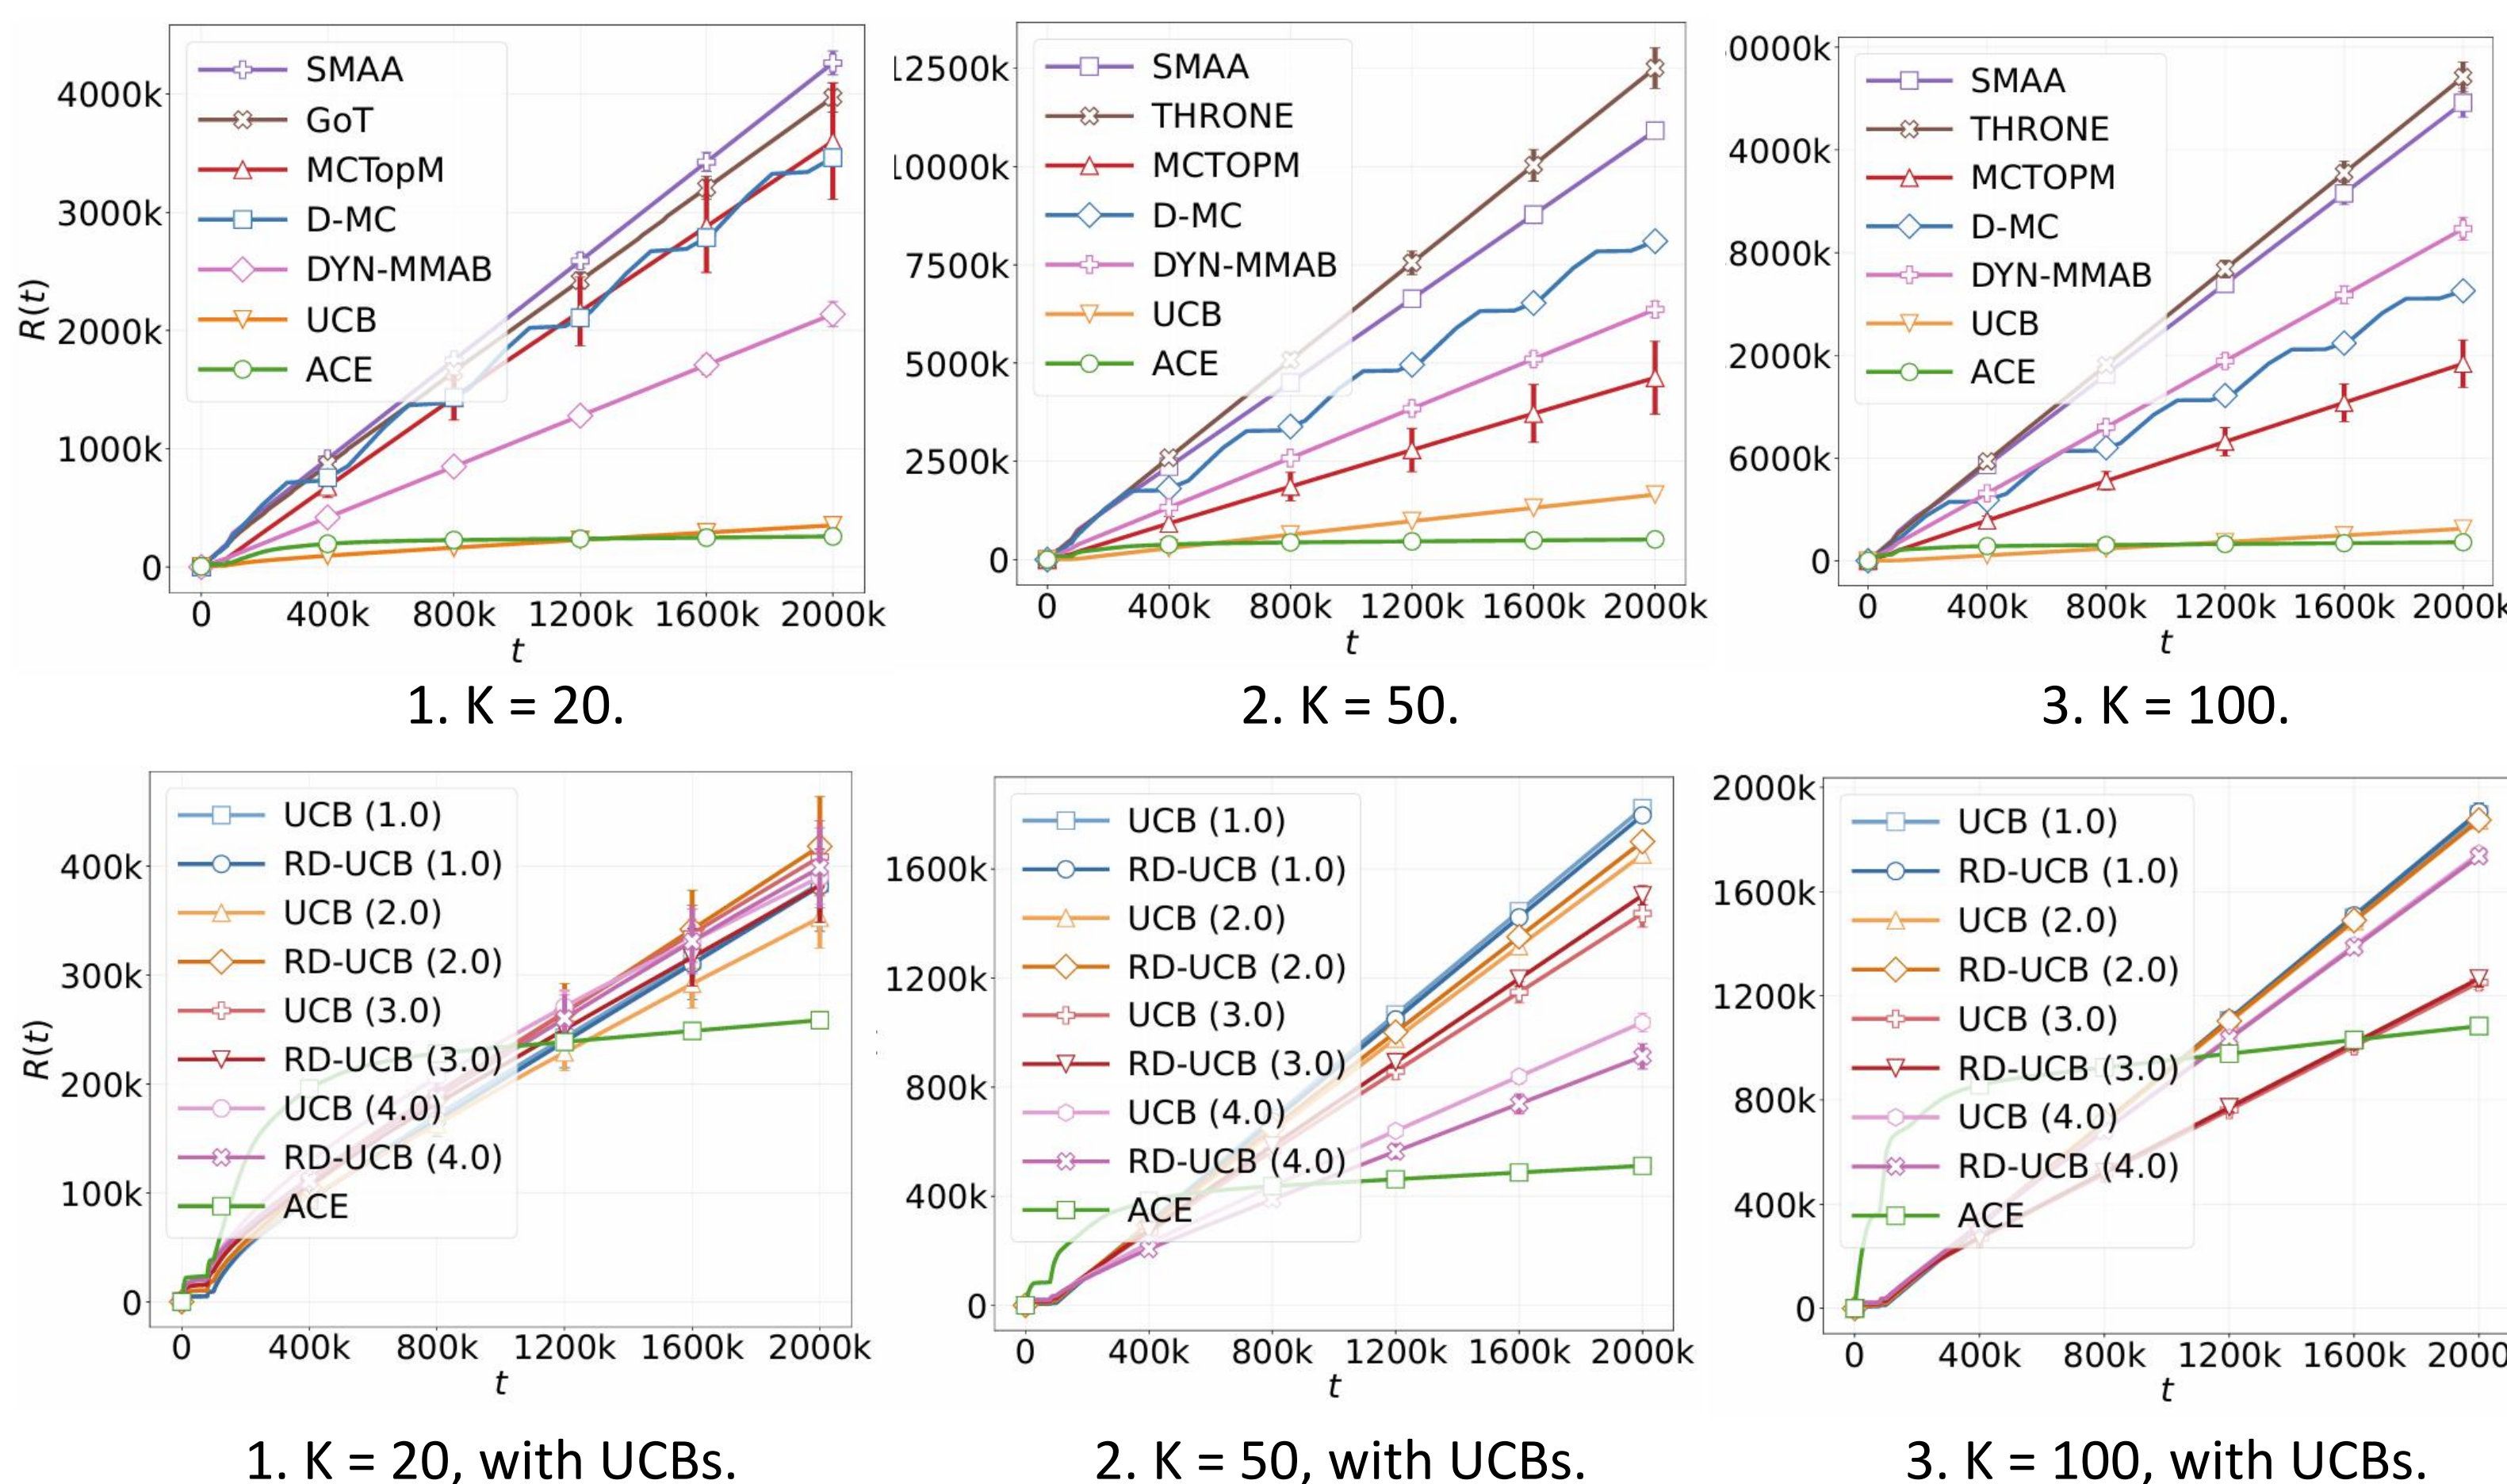 R(t)
4000k
3000k
2000k
1000k
0
SMAA
GoT
MCTopM
D-MC
DYN-MMAB
UCB
ACE
0 400k 800k 1200k 1600k 2000k
t
1. K = 20.
12500k
10000k
7500k
5000k
2500k
0
SMAA
THRONE
MCTOPM
D-MC
DYN-MMAB
UCB
ACE
0 400k 800k 1200k 1600k 2000k
t
2. K = 50.
0000k
4000k
8000k
2000k
6000k
0
SMAA
THRONE
MCTOPM
D-MC
DYN-MMAB
UCB
ACE
0 400k 800k 1200k 1600k 2000k
t
3. K = 100.
R(t)
400k
300k
200k
100k
0
UCB (1.0)
RD-UCB (1.0)
UCB (2.0)
RD-UCB (2.0)
UCB (3.0)
RD-UCB (3.0)
UCB (4.0)
RD-UCB (4.0)
ACE
0 400k 800k 1200k 1600k 2000k
t
1. K = 20, with UCBs.
1600k
1200k
800k
400k
0
UCB (1.0)
RD-UCB (1.0)
UCB (2.0)
RD-UCB (2.0)
UCB (3.0)
RD-UCB (3.0)
UCB (4.0)
RD-UCB (4.0)
ACE
0 400k 800k 1200k 1600k 2000k
t
2. K = 50, with UCBs.
2000k
1600k
1200k
800k
400k
0
UCB (1.0)
RD-UCB (1.0)
UCB (2.0)
RD-UCB (2.0)
UCB (3.0)
RD-UCB (3.0)
UCB (4.0)
RD-UCB (4.0)
ACE
0 400k 800k 1200k 1600k 2000
t
3. K = 100, with UCBs.